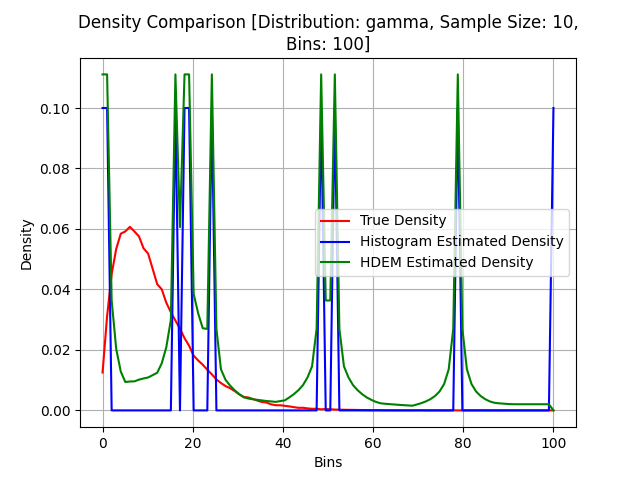 Density Comparison [Distribution: gamma, Sample Size: 10,
Bins: 100]
Density
0.10
0.08
0.06
0.04
0.02
0.00
True Density
Histogram Estimated Density
HDEM Estimated Density
0 20 40 60 80 100
Bins